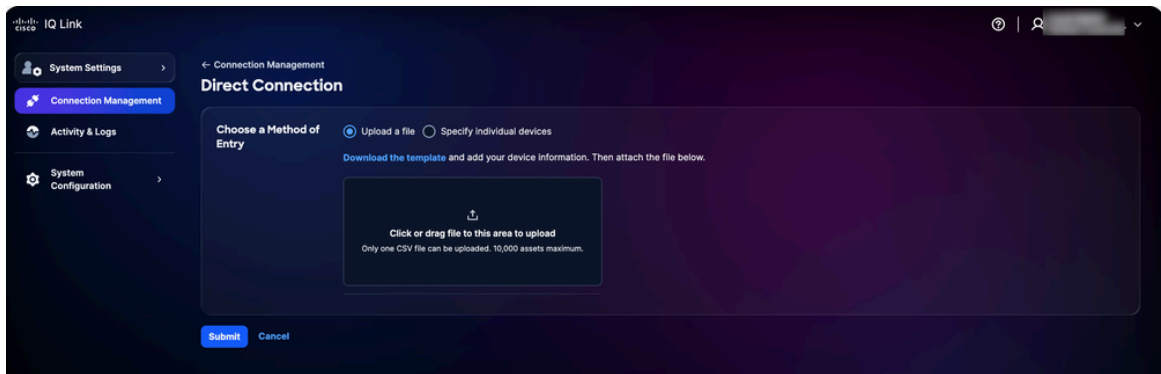 cisco IQ Link
System Settings
← Connection Management
Direct Connection
Connection Management
Choose a Method of
Entry
Upload a file
Specify individual devices
Activity & Logs
Download the template and add your device information. Then attach the file below.
System
Configuration
Click or drag file to this area to upload
Only one CSV file can be uploaded. 10,000 assets maximum.
Submit
Cancel